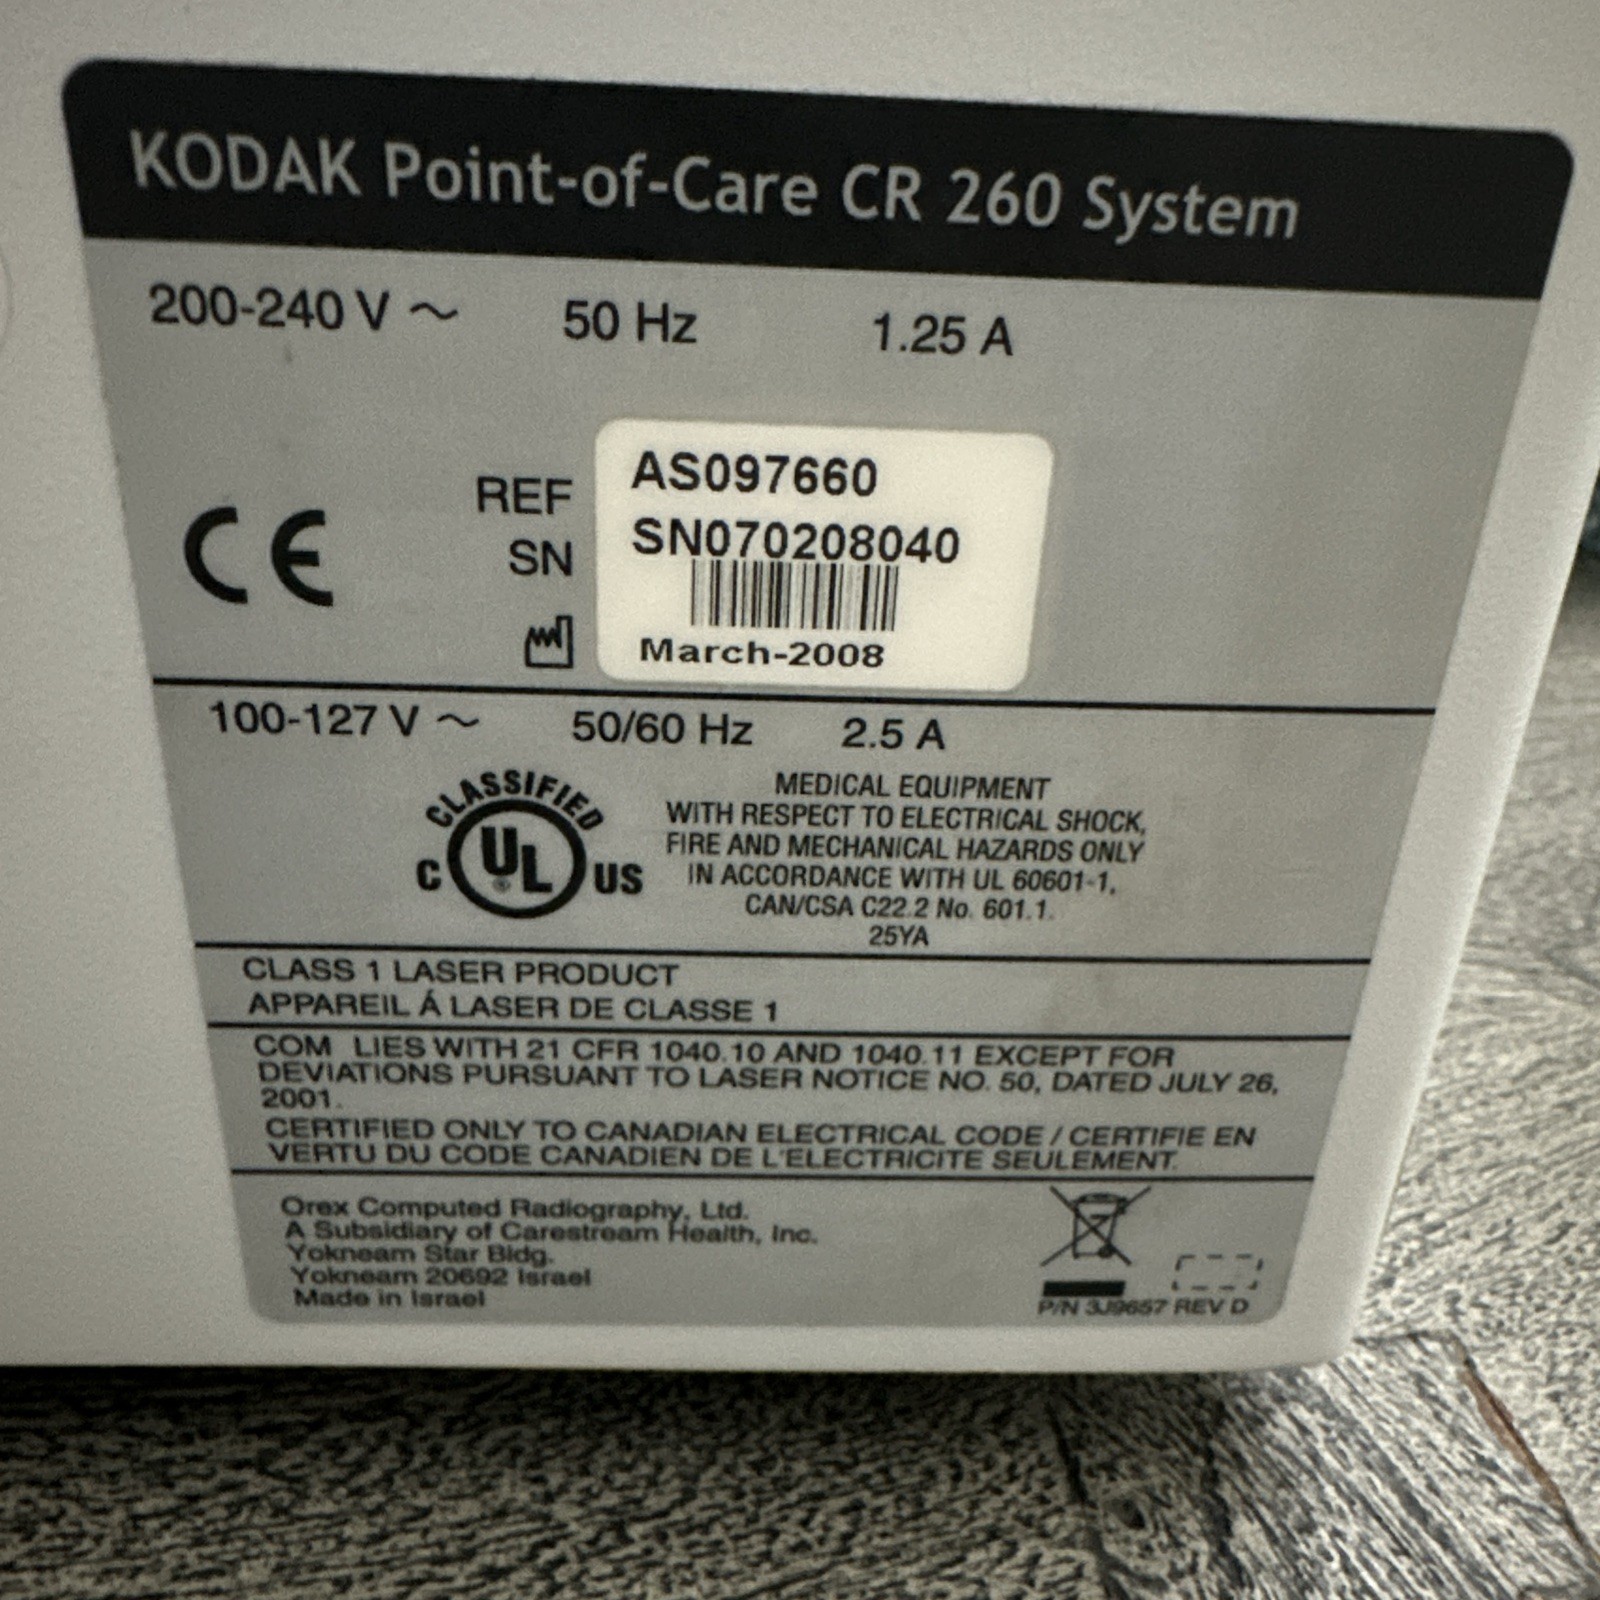 KODAK Point-of-Care CR 260 System
200-240 V ~ 50 Hz 1.25 A
CE
REF AS097660
SN SN070208040
March-2008
100-127 V ~ 50/60 Hz 2.5 A
CLASSIFIED
C UL® US
MEDICAL EQUIPMENT
WITH RESPECT TO ELECTRICAL SHOCK,
FIRE AND MECHANICAL HAZARDS ONLY
IN ACCORDANCE WITH UL 60601-1,
CAN/CSA C22.2 No. 601.1.
25YA
CLASS 1 LASER PRODUCT
APPAREIL Á LASER DE CLASSE 1
COM LIES WITH 21 CFR 1040.10 AND 1040.11 EXCEPT FOR
DEVIATIONS PURSUANT TO LASER NOTICE NO. 50, DATED JULY 26,
2001.
CERTIFIED ONLY TO CANADIAN ELECTRICAL CODE / CERTIFIE EN
VERTU DU CODE CANADIEN DE L'ELECTRICITE SEULEMENT.
Orex Computed Radiography, Ltd.
A Subsidiary of Carestream Health, Inc.
Yokneam Star Bldg.
Yokneam 20692 Israel
Made in Israel
P/N 3J9657 REV D